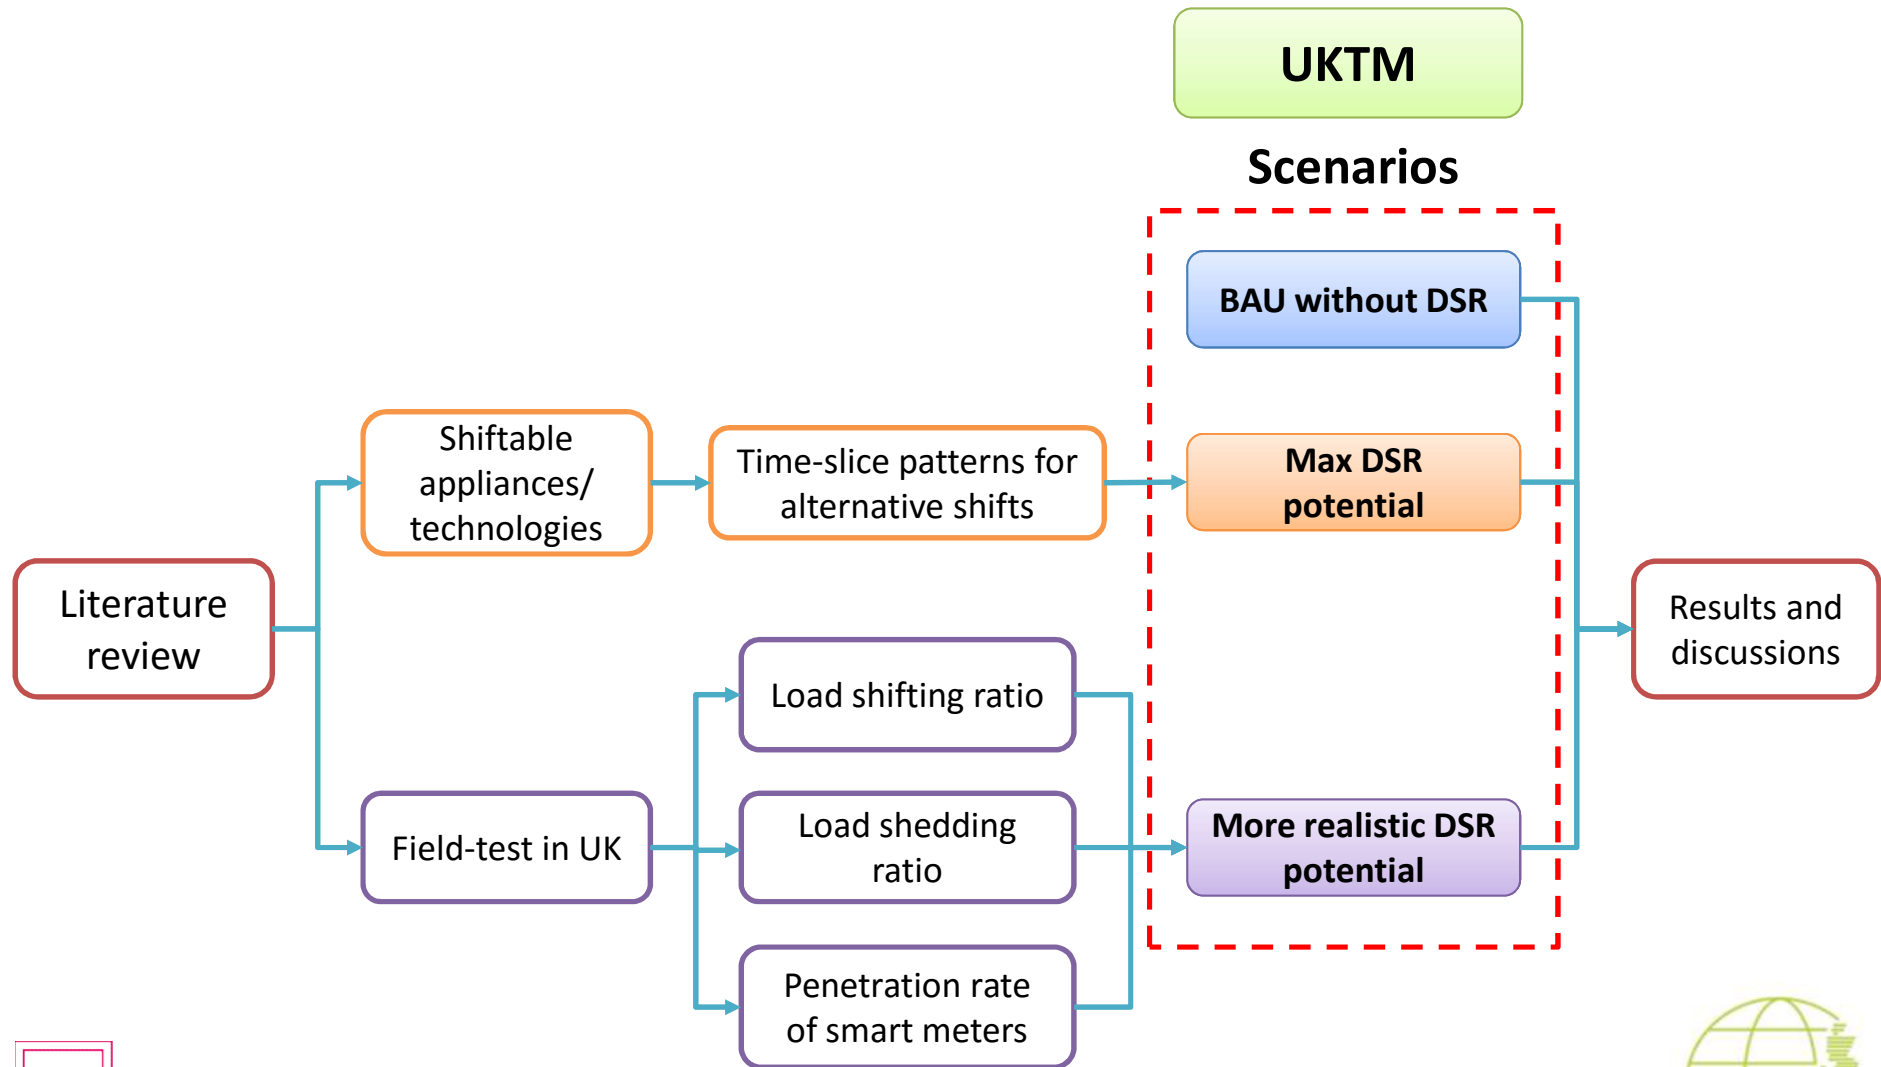 UKTM
Scenarios
BAU without DSR
Shiftable
appliances/
technologies
Time-slice patterns for
alternative shifts
Max DSR
potential
Literature
review
Results and
discussions
Load shifting ratio
Field-test in UK
Load shedding
ratio
More realistic DSR
potential
Penetration rate
of smart meters